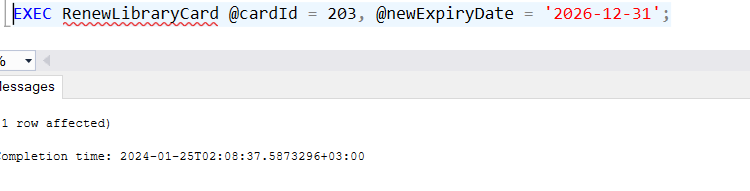 EXEC RenewLibraryCard @cardId = 203, @newExpiryDate = '2026-12-31';
%
Messages
1 row affected)
Completion time: 2024-01-25T02:08:37.5873296+03:00